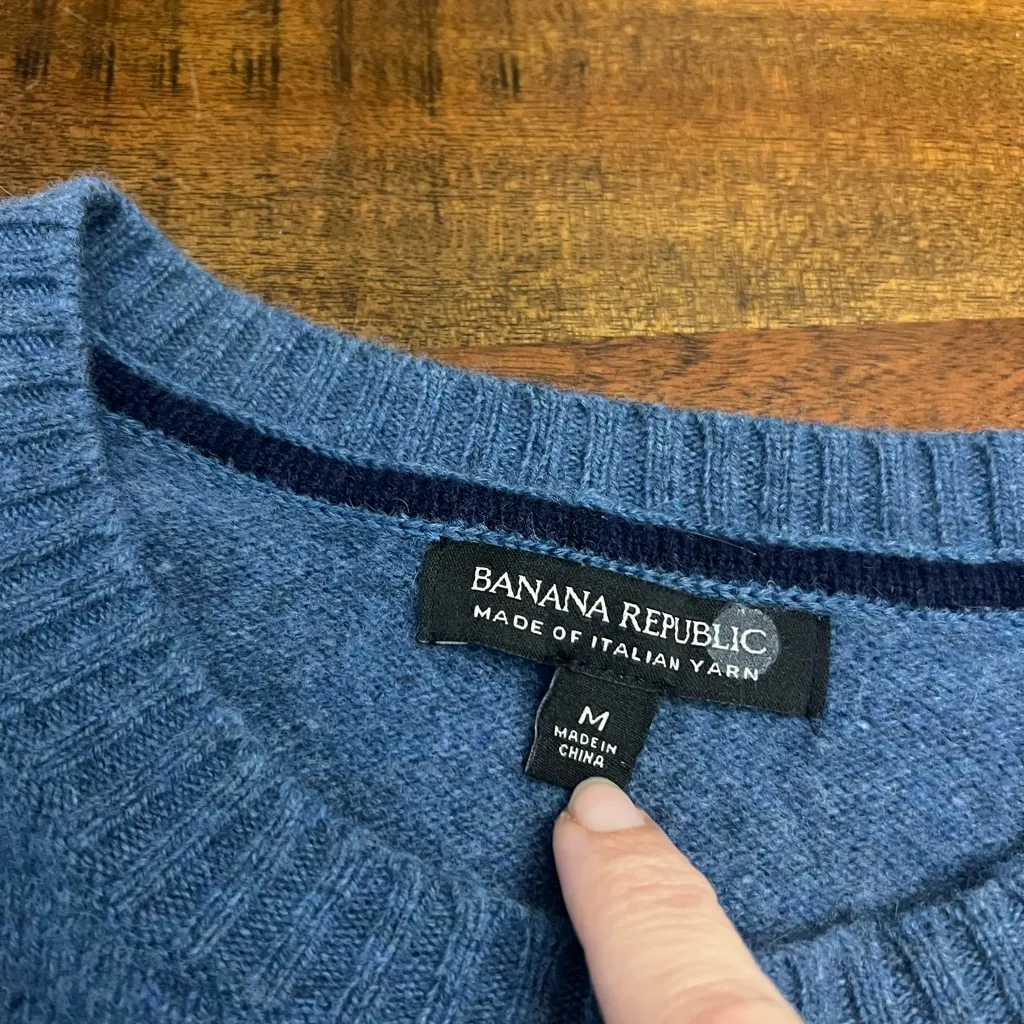 BANANA REPUBLIC
MADE OF ITALIAN YARN
M
MADE IN
CHINA